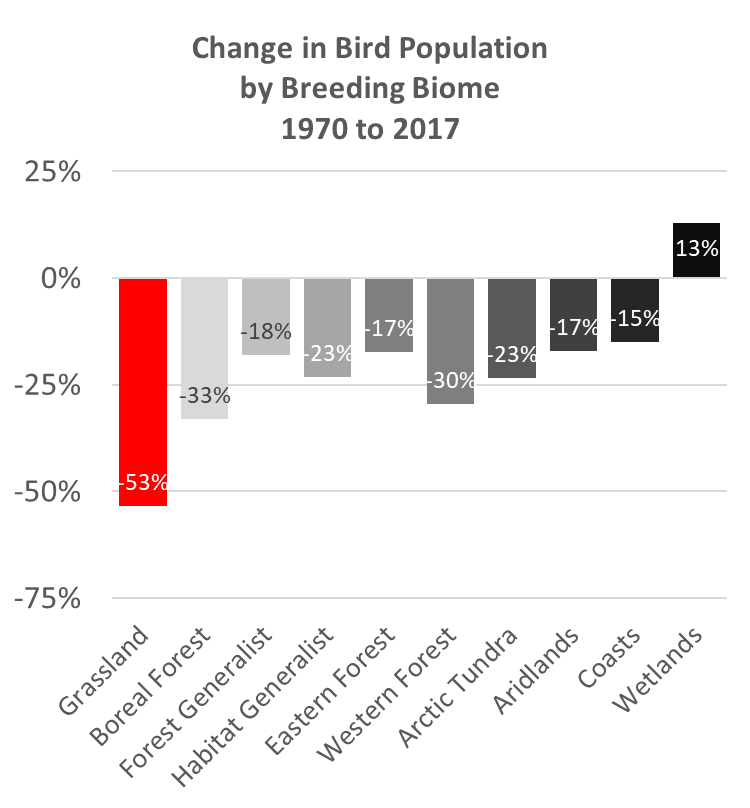 Change in Bird Population
by Breeding Biome
1970 to 2017
25%
0%
-25%
-50%
-75%
-53%
-33%
-18%
-23%
-17%
-30%
-23%
-17%
-15%
13%
Grassland
Boreal Forest
Forest Generalist
Habitat Generalist
Eastern Forest
Western Forest
Arctic Tundra
Aridlands
Coasts
Wetlands